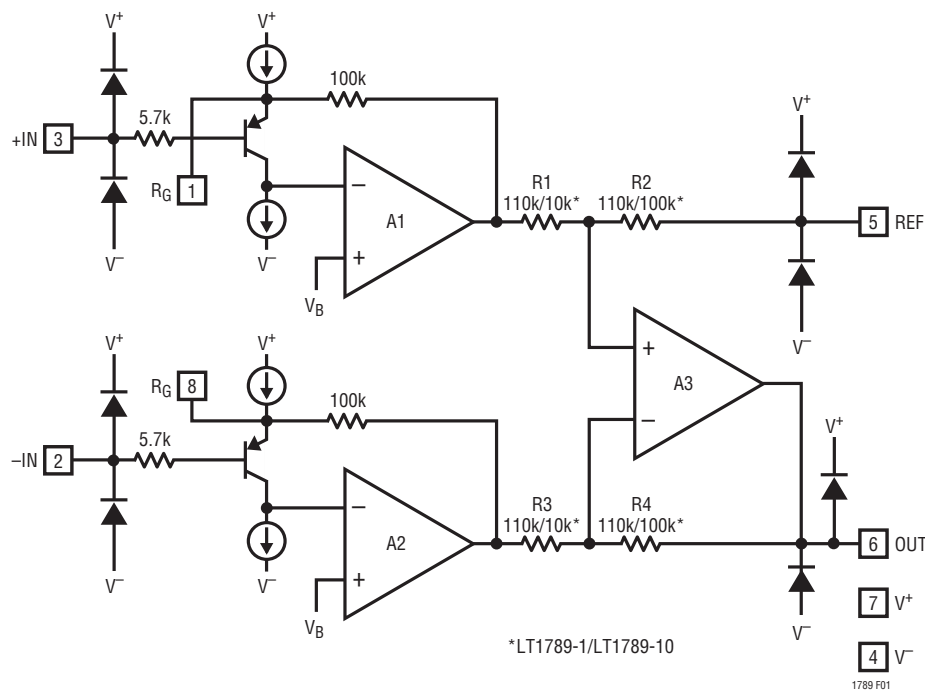 V+
V+
100k
5.7k
+IN 3
RG 1
V–
V–
A1
–
+
VB
R1
110k/10k*
R2
110k/100k*
V+
5 REF
V–
V+
V+
RG 8
100k
5.7k
–IN 2
V–
V–
A2
–
+
VB
+
–
A3
R3
110k/10k*
R4
110k/100k*
V+
6 OUT
V–
7 V+
4 V–
*LT1789-1/LT1789-10
1789 F01